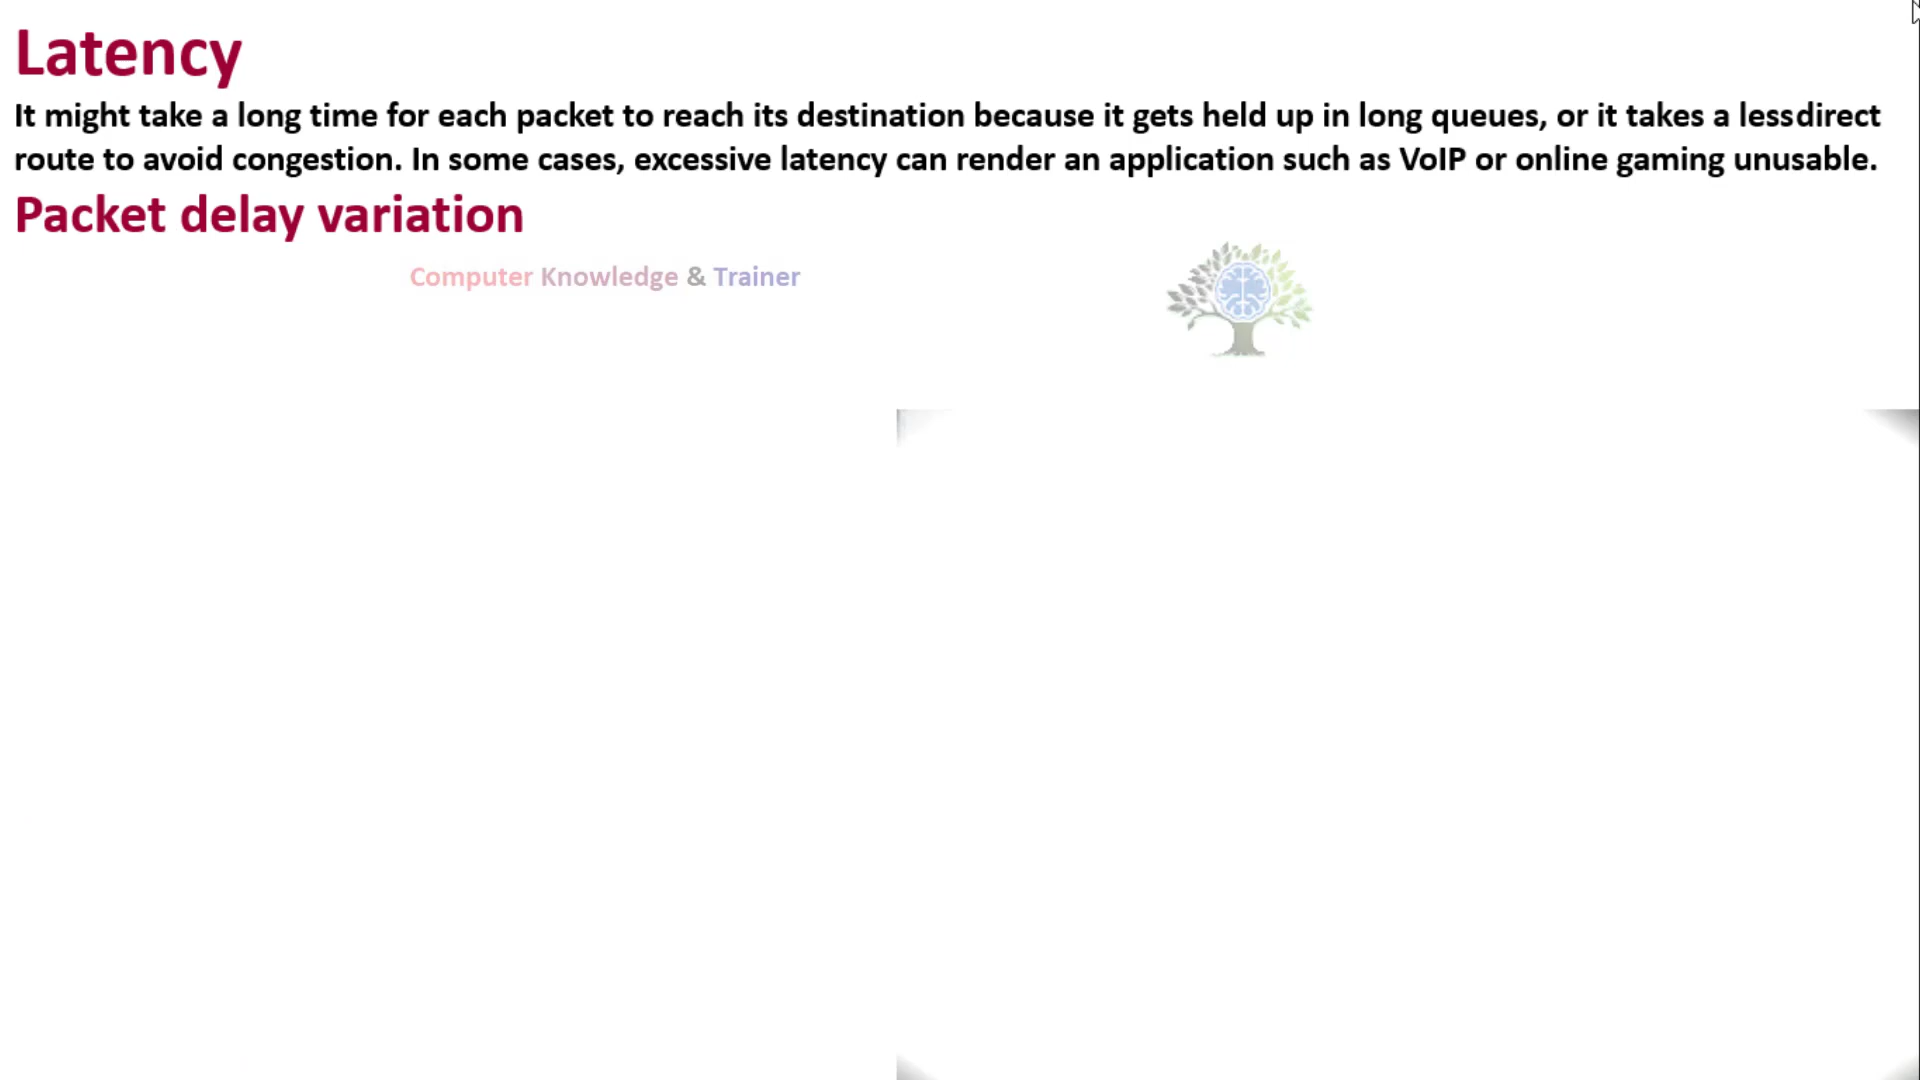 Latency
It might take a long time for each packet to reach its destination because it gets held up in long queues, or it takes a less direct
route to avoid congestion. In some cases, excessive latency can render an application such as VoIP or online gaming unusable.
Packet delay variation
Computer Knowledge & Trainer